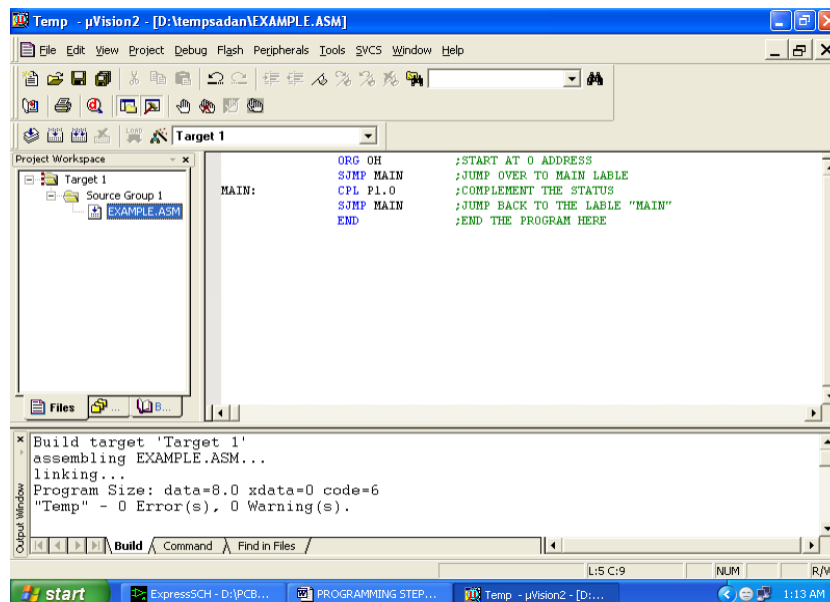 Temp - µVision2 - [D:\tempsadan\EXAMPLE.ASM]
File Edit View Project Debug Flash Peripherals Tools SVCS Window Help
Target 1
Project Workspace
Target 1
Source Group 1
EXAMPLE.ASM
ORG 0H ;START AT 0 ADDRESS
SJMP MAIN ;JUMP OVER TO MAIN LABLE
MAIN: CPL P1.0 ;COMPLEMENT THE STATUS
SJMP MAIN ;JUMP BACK TO THE LABLE "MAIN"
END ;END THE PROGRAM HERE
Files ... B...
Build target 'Target 1'
assembling EXAMPLE.ASM...
linking...
Program Size: data=8.0 xdata=0 code=6
"Temp" - 0 Error(s), 0 Warning(s).
Output Window
Build Command Find in Files
L:5 C:9 NUM R/W
start ExpressSCH - D:\PCB... PROGRAMMING STEP... Temp - µVision2 - [D:... 1:13 AM